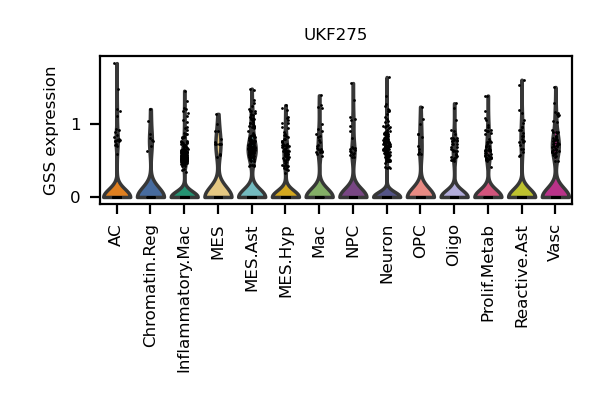 UKF275
GSS expression
1
0
AC
Chromatin.Reg
Inflammatory.Mac
MES
MES.Ast
MES.Hyp
Mac
NPC
Neuron
OPC
Oligo
Prolif.Metab
Reactive.Ast
Vasc